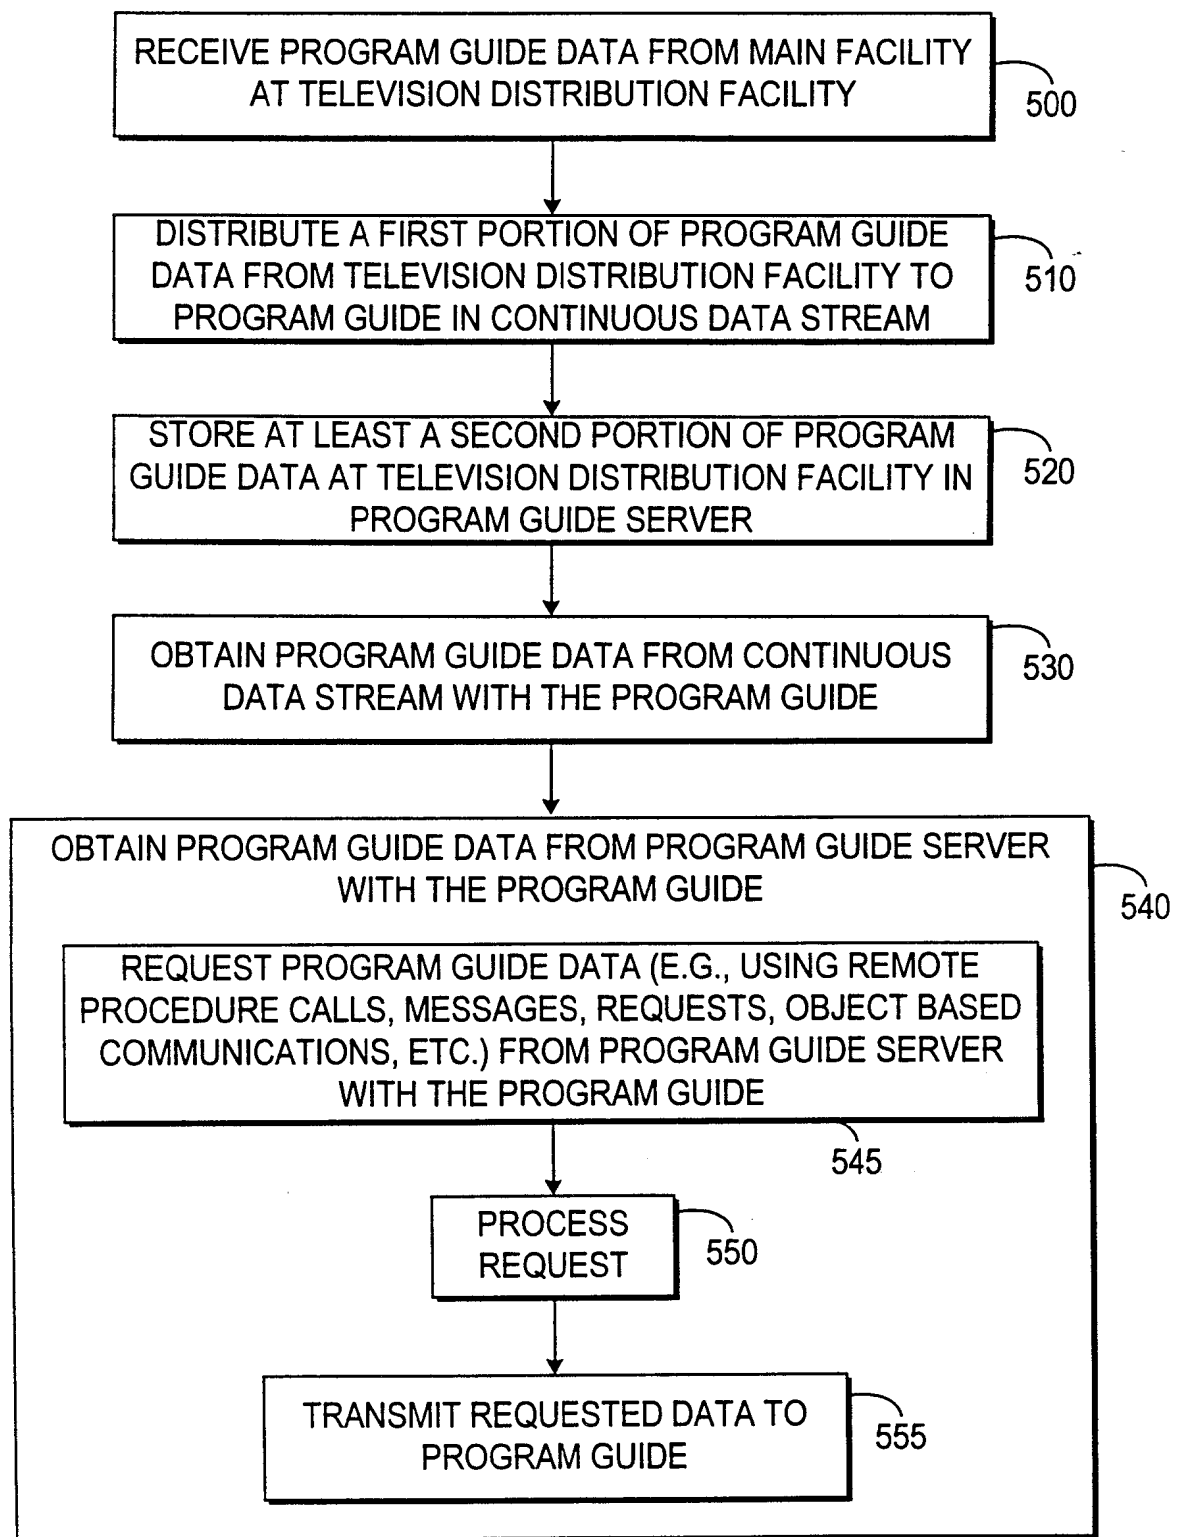 RECEIVE PROGRAM GUIDE DATA FROM MAIN FACILITY
AT TELEVISION DISTRIBUTION FACILITY
500
DISTRIBUTE A FIRST PORTION OF PROGRAM GUIDE
DATA FROM TELEVISION DISTRIBUTION FACILITY TO
PROGRAM GUIDE IN CONTINUOUS DATA STREAM
510
STORE AT LEAST A SECOND PORTION OF PROGRAM
GUIDE DATA AT TELEVISION DISTRIBUTION FACILITY IN
PROGRAM GUIDE SERVER
520
OBTAIN PROGRAM GUIDE DATA FROM CONTINUOUS
DATA STREAM WITH THE PROGRAM GUIDE
530
OBTAIN PROGRAM GUIDE DATA FROM PROGRAM GUIDE SERVER
WITH THE PROGRAM GUIDE
540
REQUEST PROGRAM GUIDE DATA (E.G., USING REMOTE
PROCEDURE CALLS, MESSAGES, REQUESTS, OBJECT BASED
COMMUNICATIONS, ETC.) FROM PROGRAM GUIDE SERVER
WITH THE PROGRAM GUIDE
545
PROCESS
REQUEST
550
TRANSMIT REQUESTED DATA TO
PROGRAM GUIDE
555